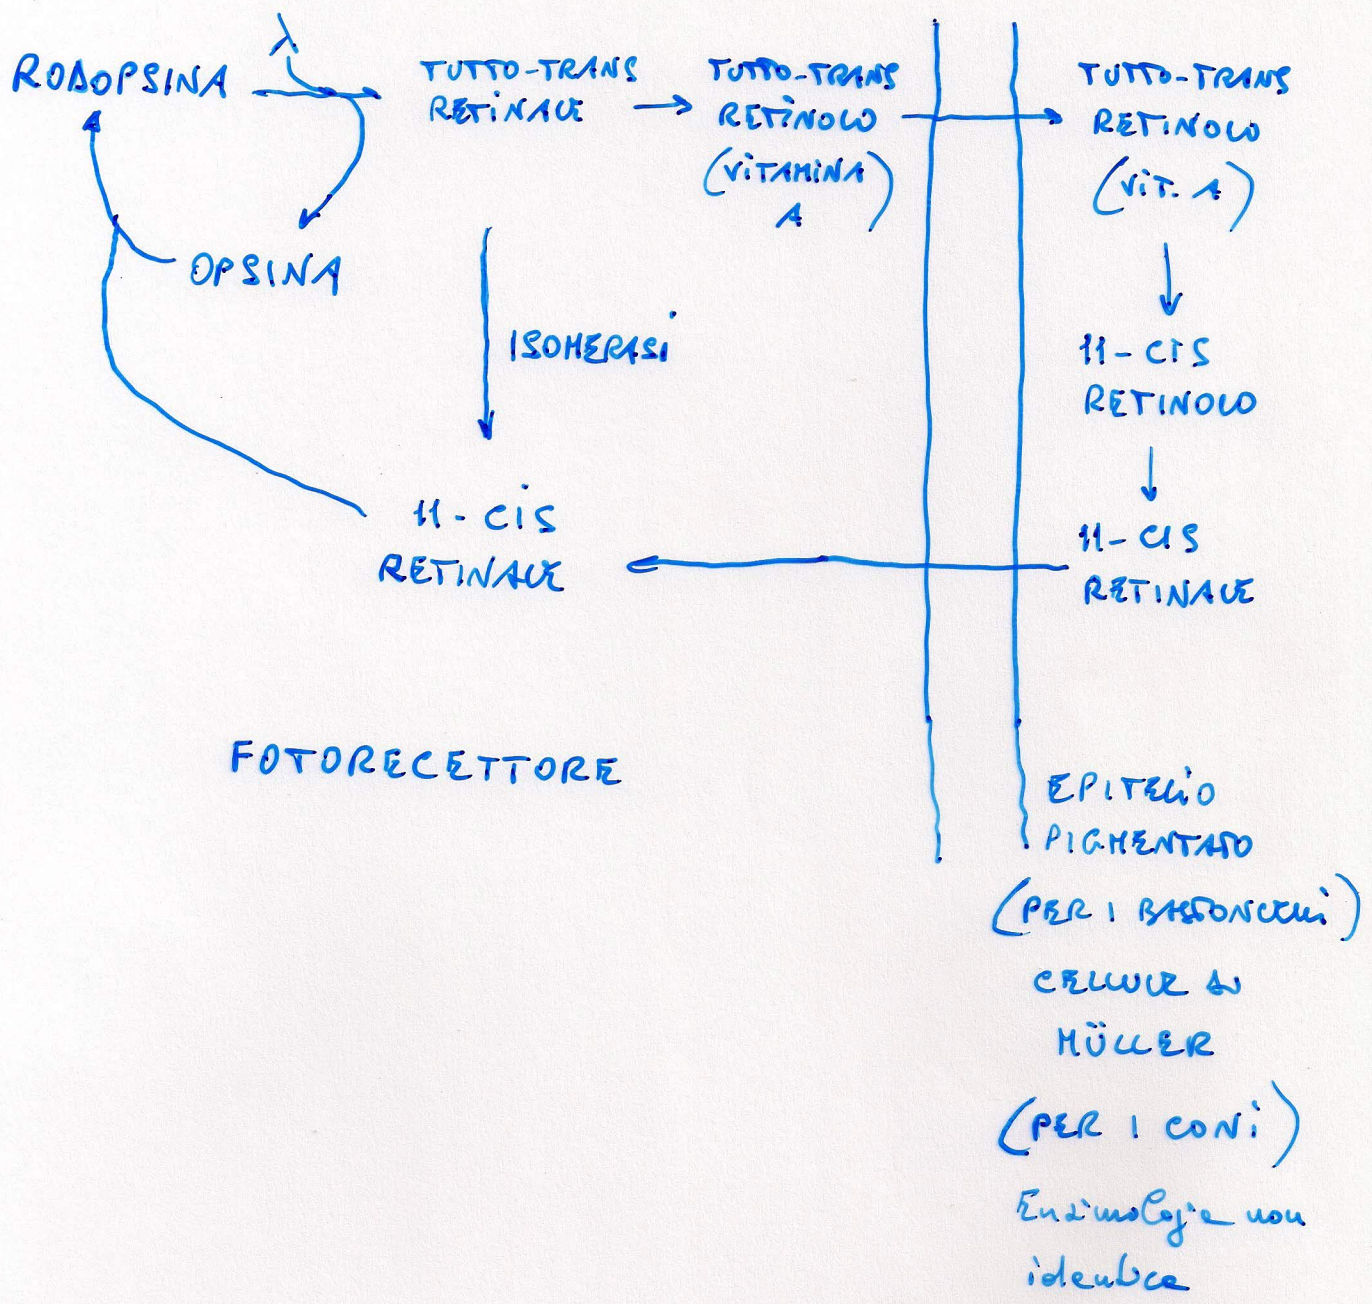 λ
RODOPSINA
TUTTO-TRANS
RETINALE
TUTTO-TRANS
RETINOLO
(VITAMINA
A)
TUTTO-TRANS
RETINOLO
(VIT. A)
OPSINA
ISOMERASI
11-CIS
RETINOLO
11-CIS
RETINALE
11-CIS
RETINALE
FOTORECETTORE
EPITELIO
PIGMENTATO
(PER I BASTONCELLI)
CELLULE DI
MÜLLER
(PER I CONI)
Enzimologia non
identica